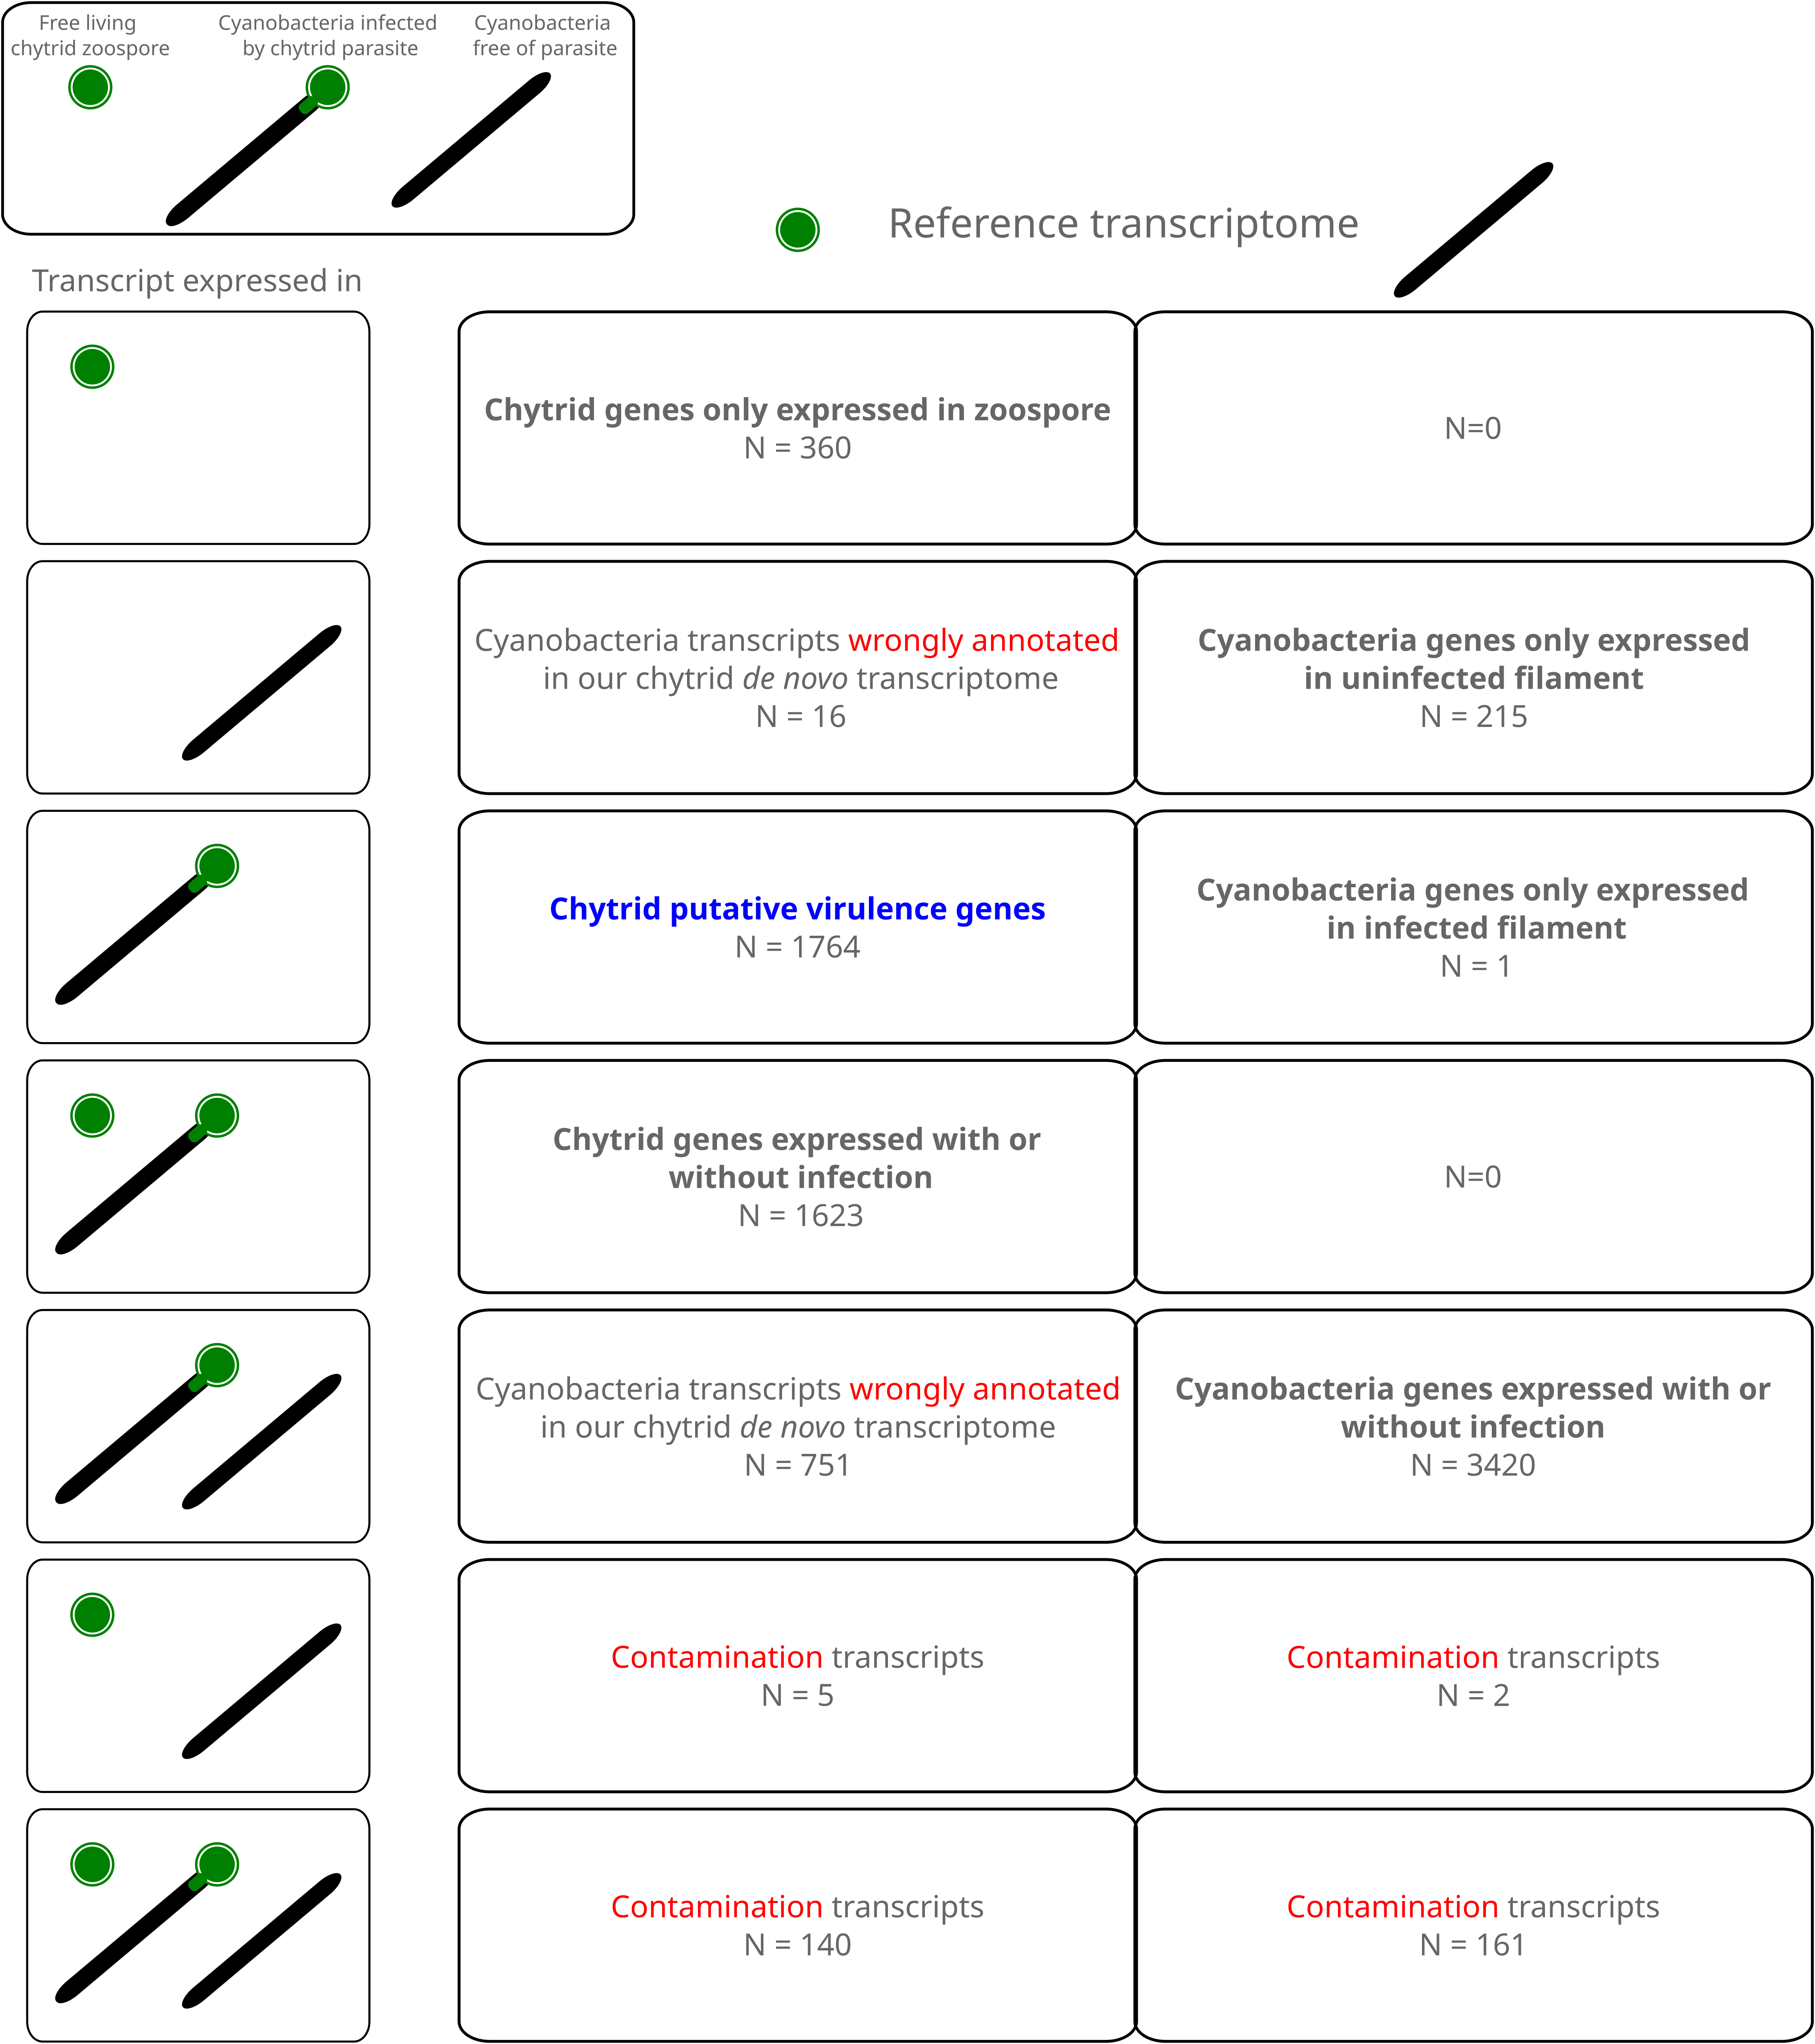 Free living
chytrid zoospore
Cyanobacteria infected
by chytrid parasite
Cyanobacteria
free of parasite
Reference transcriptome
Transcript expressed in
Chytrid genes only expressed in zoospore
N = 360
N=0
Cyanobacteria transcripts wrongly annotated
in our chytrid de novo transcriptome
N = 16
Cyanobacteria genes only expressed
in uninfected filament
N = 215
Chytrid putative virulence genes
N = 1764
Cyanobacteria genes only expressed
in infected filament
N = 1
Chytrid genes expressed with or
without infection
N = 1623
N=0
Cyanobacteria transcripts wrongly annotated
in our chytrid de novo transcriptome
N = 751
Cyanobacteria genes expressed with or
without infection
N = 3420
Contamination transcripts
N = 5
Contamination transcripts
N = 2
Contamination transcripts
N = 140
Contamination transcripts
N = 161